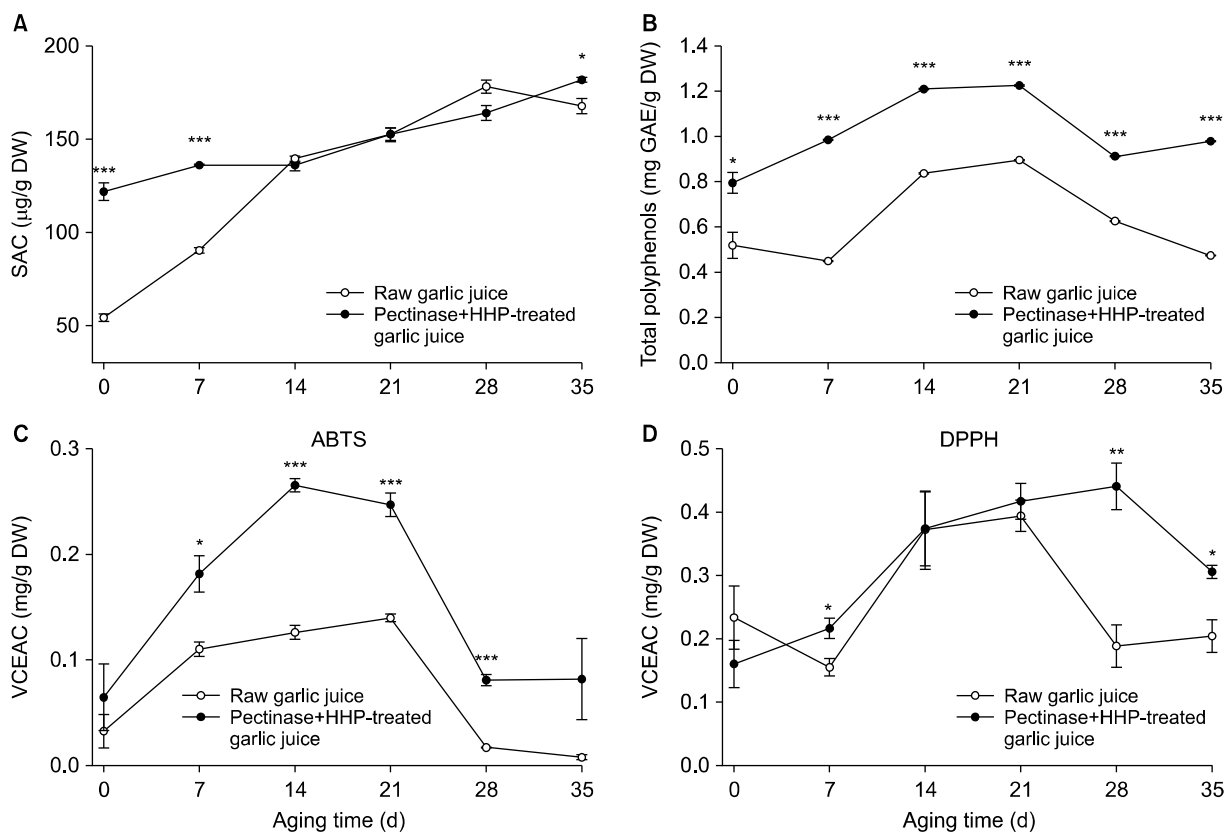 A
200
150
100
50
SAC (µg/g DW)
***
***
*
Raw garlic juice
Pectinase+HHP-treated
garlic juice
0 7 14 21 28 35
B
1.4
1.2
1.0
0.8
0.6
0.4
0.2
0.0
Total polyphenols (mg GAE/g DW)
*
***
***
***
***
***
Raw garlic juice
Pectinase+HHP-treated
garlic juice
0 7 14 21 28 35
C
ABTS
0.3
0.2
0.1
0.0
VCEAC (mg/g DW)
*
***
***
***
Raw garlic juice
Pectinase+HHP-treated
garlic juice
0 7 14 21 28 35
Aging time (d)
D
DPPH
0.5
0.4
0.3
0.2
0.1
0.0
VCEAC (mg/g DW)
*
**
*
Raw garlic juice
Pectinase+HHP-treated
garlic juice
0 7 14 21 28 35
Aging time (d)